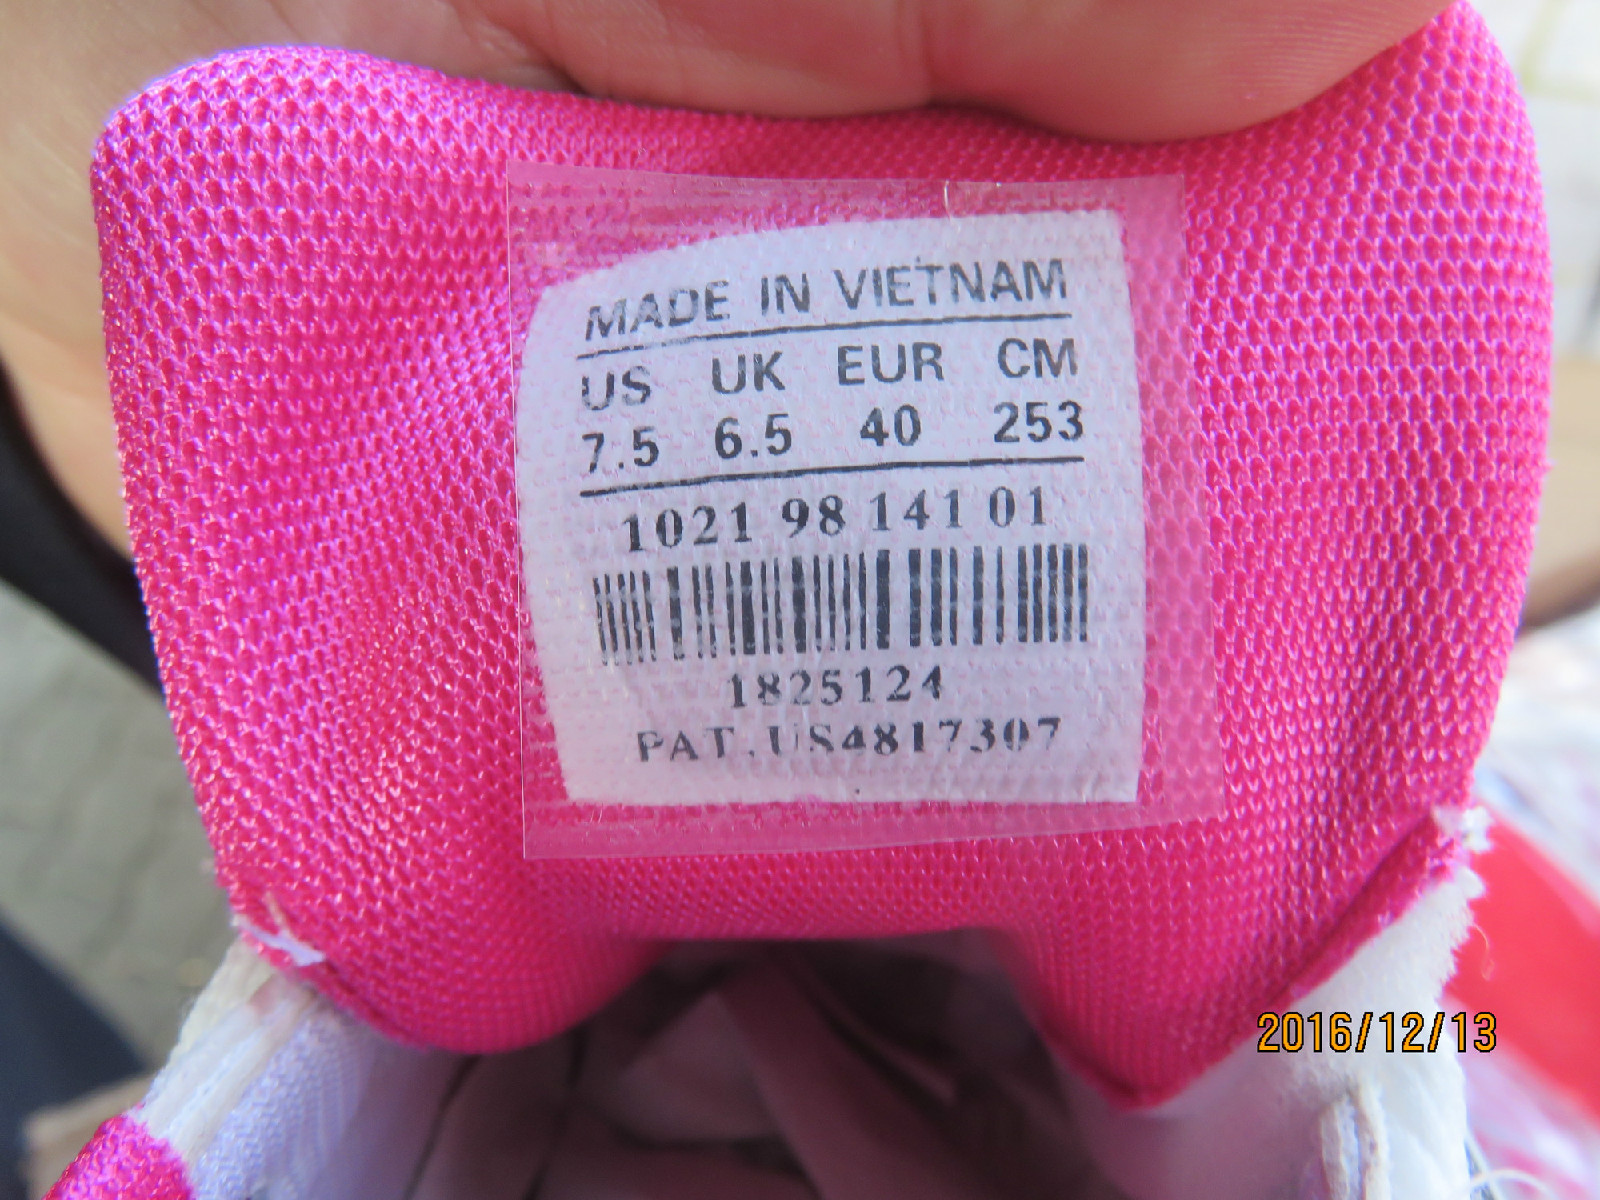 MADE IN VIETNAM
US UK EUR CM
7.5 6.5 40 253
1021 98 141 01
1825124
PAT.US4817307
2016/12/13